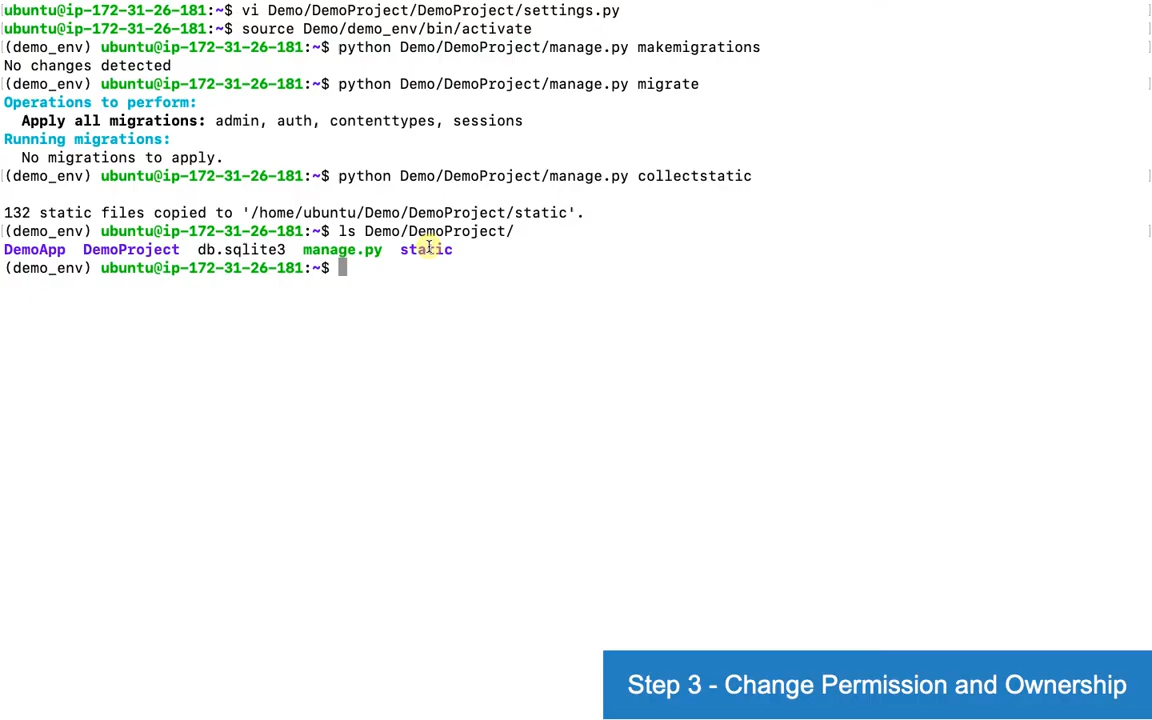 ubuntu@ip-172-31-26-181:~$ vi Demo/DemoProject/DemoProject/settings.py
ubuntu@ip-172-31-26-181:~$ source Demo/demo_env/bin/activate
(demo_env) ubuntu@ip-172-31-26-181:~$ python Demo/DemoProject/manage.py makemigrations
No changes detected
(demo_env) ubuntu@ip-172-31-26-181:~$ python Demo/DemoProject/manage.py migrate
Operations to perform:
  Apply all migrations: admin, auth, contenttypes, sessions
Running migrations:
  No migrations to apply.
(demo_env) ubuntu@ip-172-31-26-181:~$ python Demo/DemoProject/manage.py collectstatic
132 static files copied to '/home/ubuntu/Demo/DemoProject/static'.
(demo_env) ubuntu@ip-172-31-26-181:~$ ls Demo/DemoProject/
DemoApp  DemoProject  db.sqlite3  manage.py  static
(demo_env) ubuntu@ip-172-31-26-181:~$
Step 3 - Change Permission and Ownership